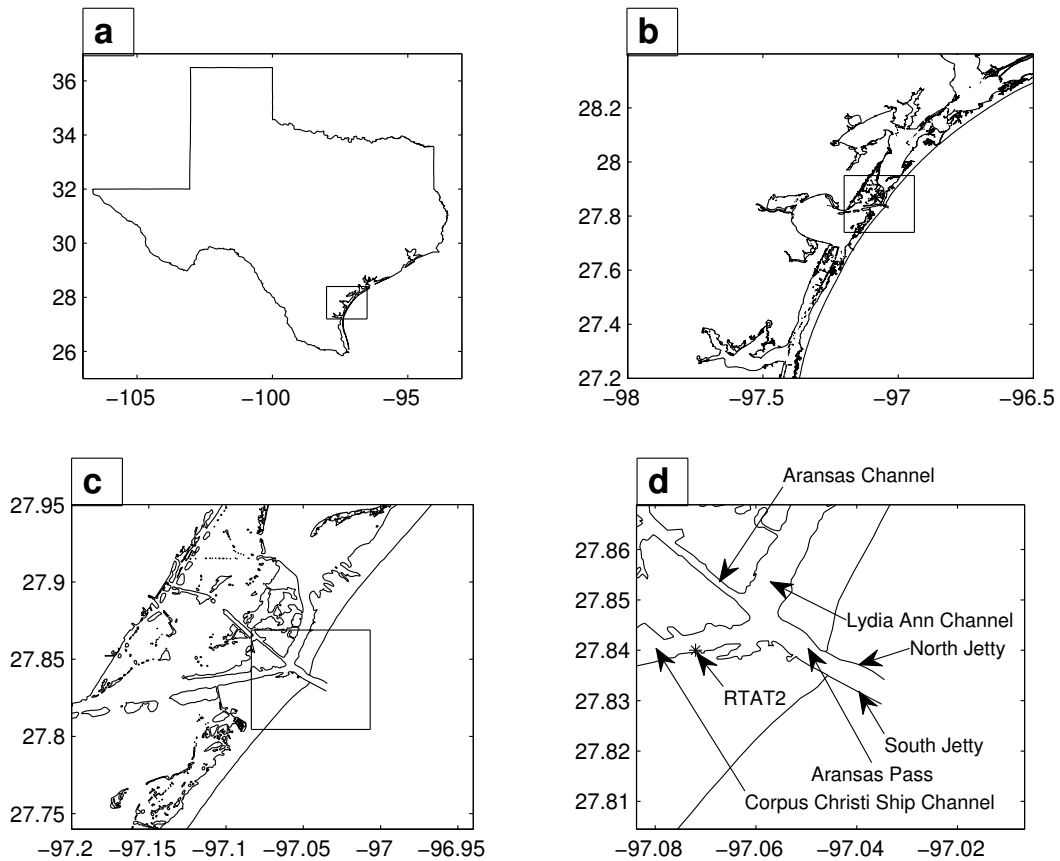 a
36
34
32
30
28
26
−105 −100 −95
b
28.2
28
27.8
27.6
27.4
27.2
−98 −97.5 −97 −96.5
c
27.95
27.9
27.85
27.8
27.75
−97.2 −97.15 −97.1 −97.05 −97 −96.95
d
Aransas Channel
27.86
27.85
27.84
27.83
27.82
27.81
Lydia Ann Channel
North Jetty
RTAT2
South Jetty
Aransas Pass
Corpus Christi Ship Channel
−97.08 −97.06 −97.04 −97.02